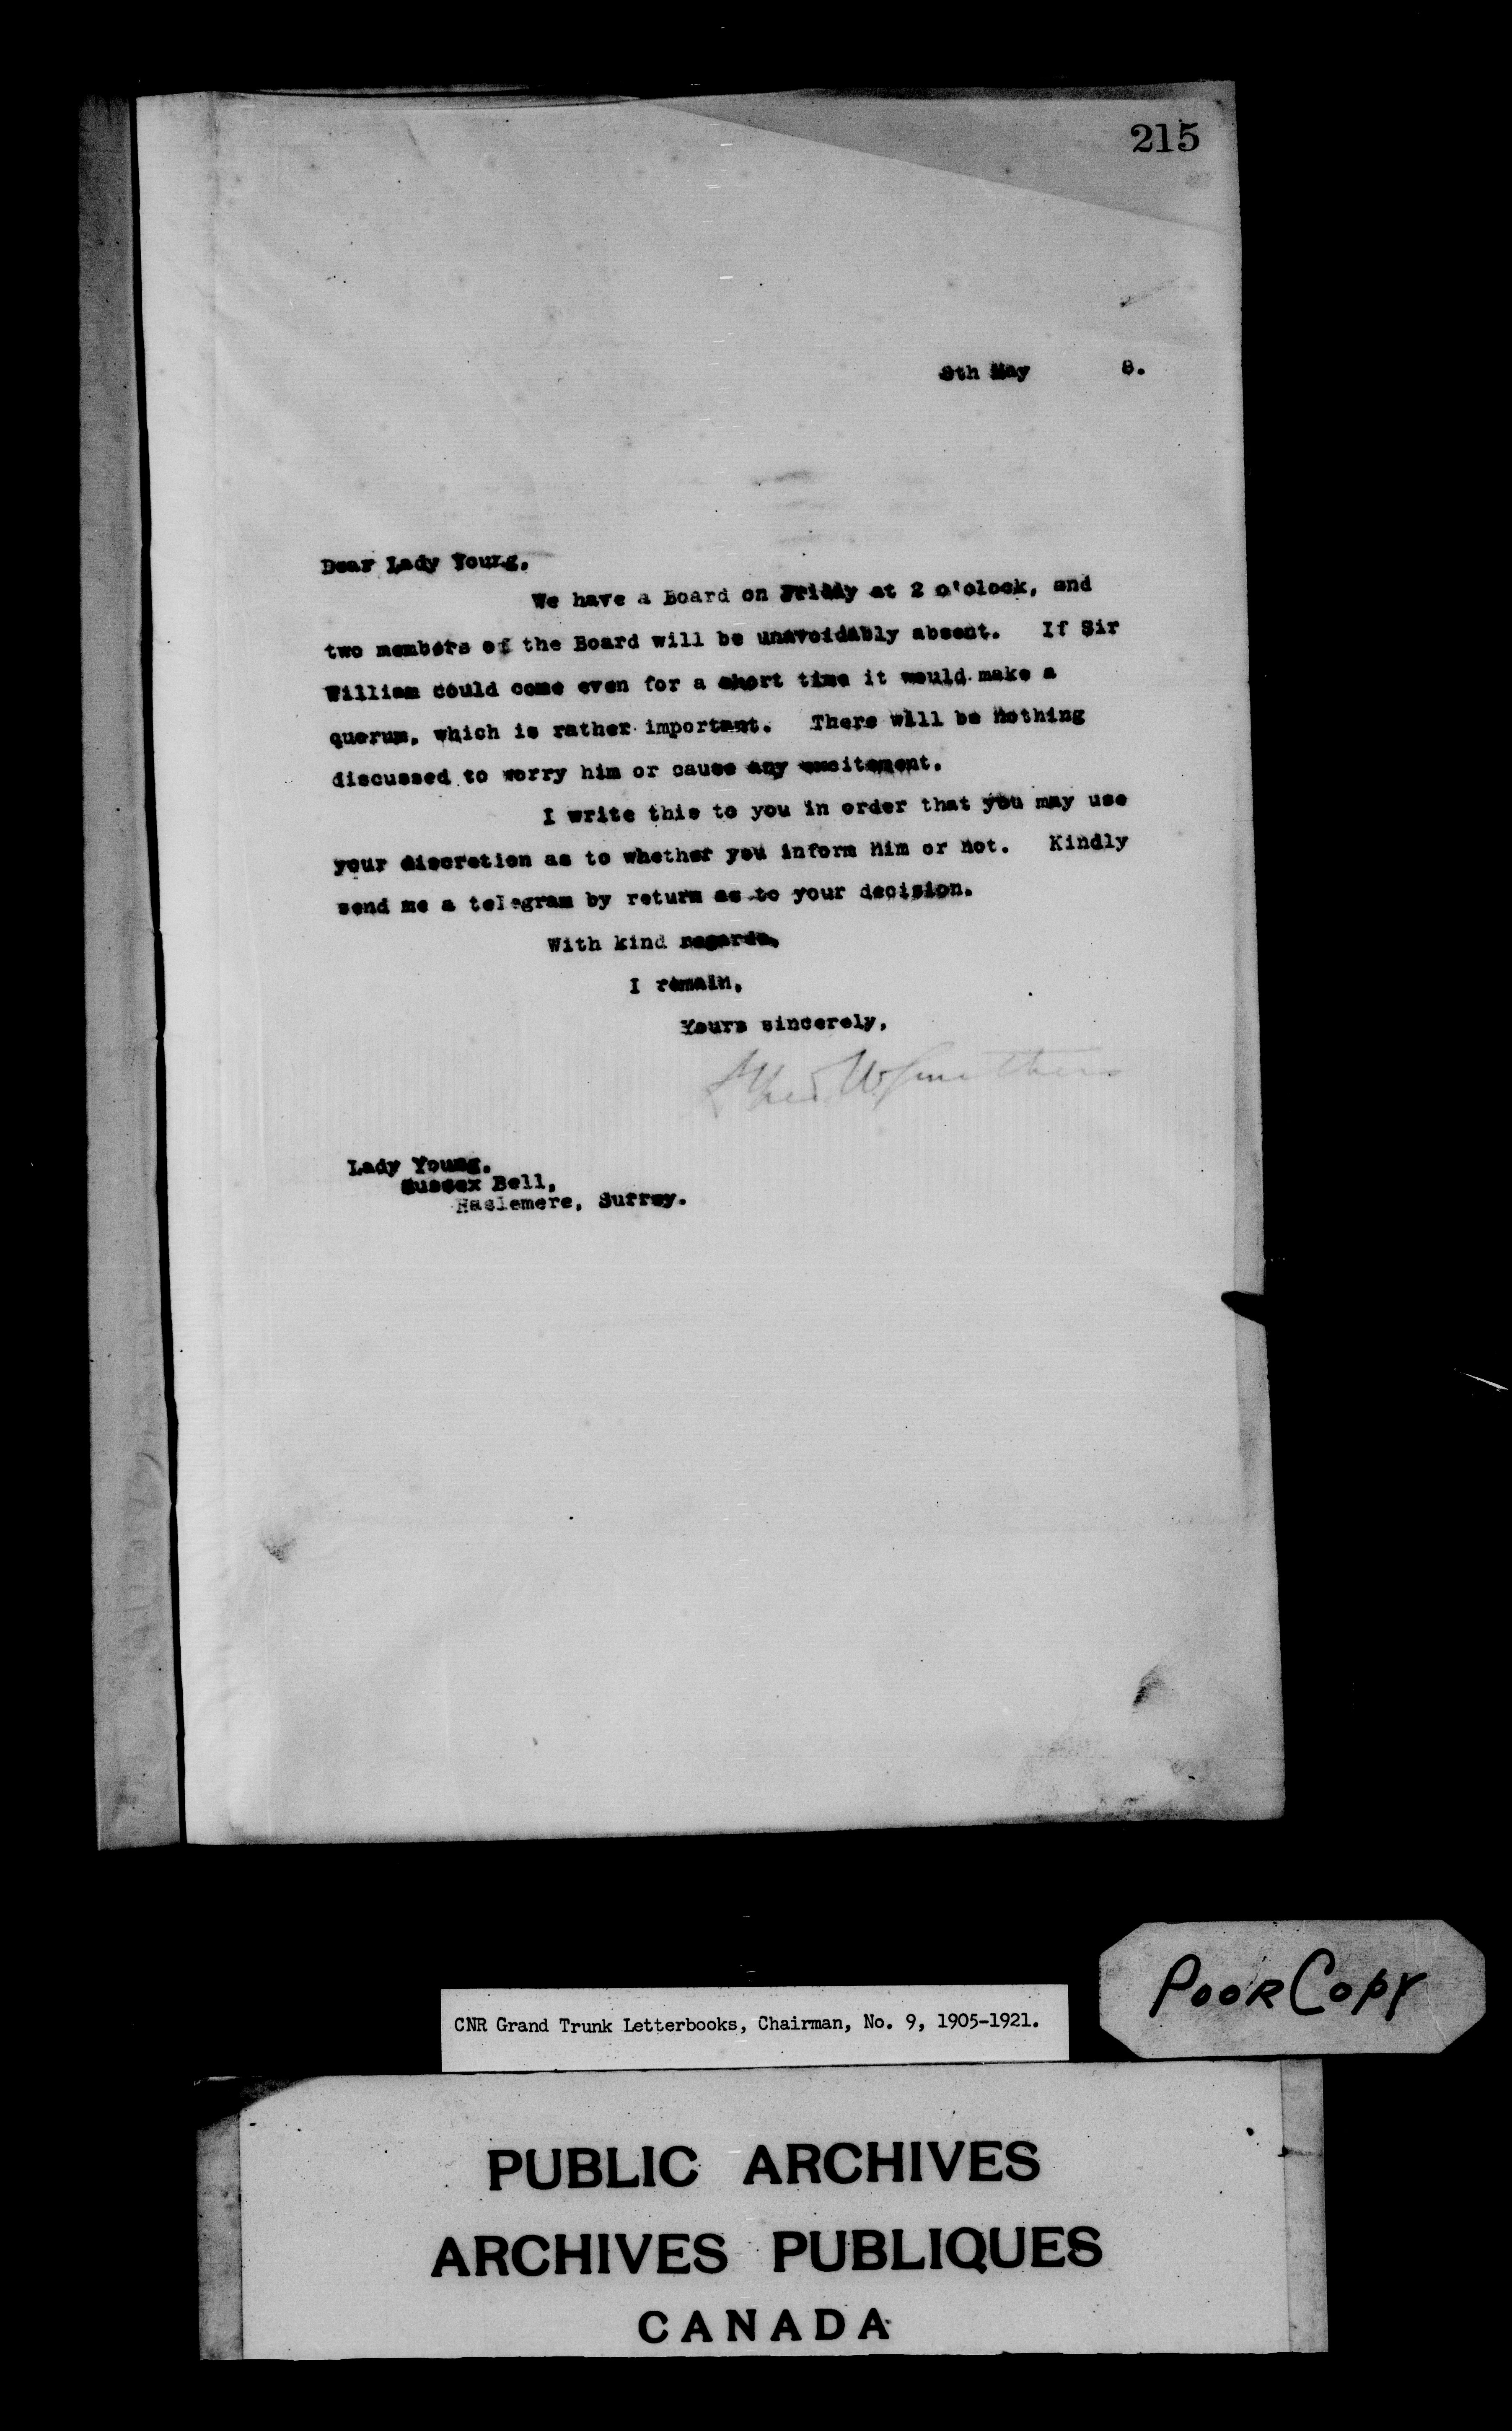 215
9th May 8.
Dear Lady Young.
We have a Board on Friday at 2 o'clock, and
two members of the Board will be unavoidably absent. If Sir
William could come even for a short time it would make a
quorum, which is rather important. There will be nothing
discussed to worry him or cause any excitement.
I write this to you in order that you may use
your discretion as to whether you inform him or not. Kindly
send me a telegram by return as to your decision.
With kind regards,
I remain,
Yours sincerely,
Alfred W. Smithers
Lady Young.
Sussex Bell,
Haslemere, Surrey.
POOR COPY
CNR Grand Trunk Letterbooks, Chairman, No. 9, 1905-1921.
PUBLIC ARCHIVES
ARCHIVES PUBLIQUES
CANADA